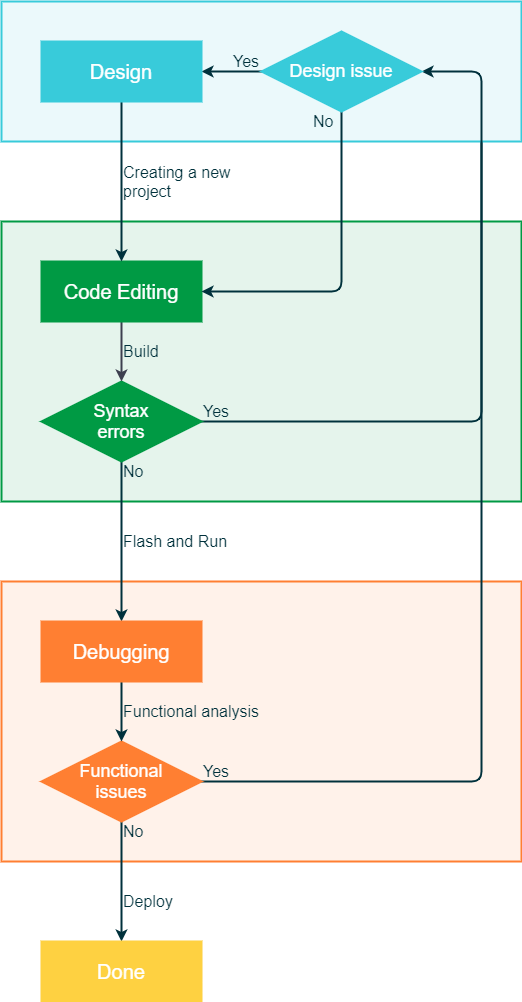 Design
Yes
Design issue
No
Creating a new
project
Code Editing
Build
Syntax
errors
Yes
No
Flash and Run
Debugging
Functional analysis
Functional
issues
Yes
No
Deploy
Done